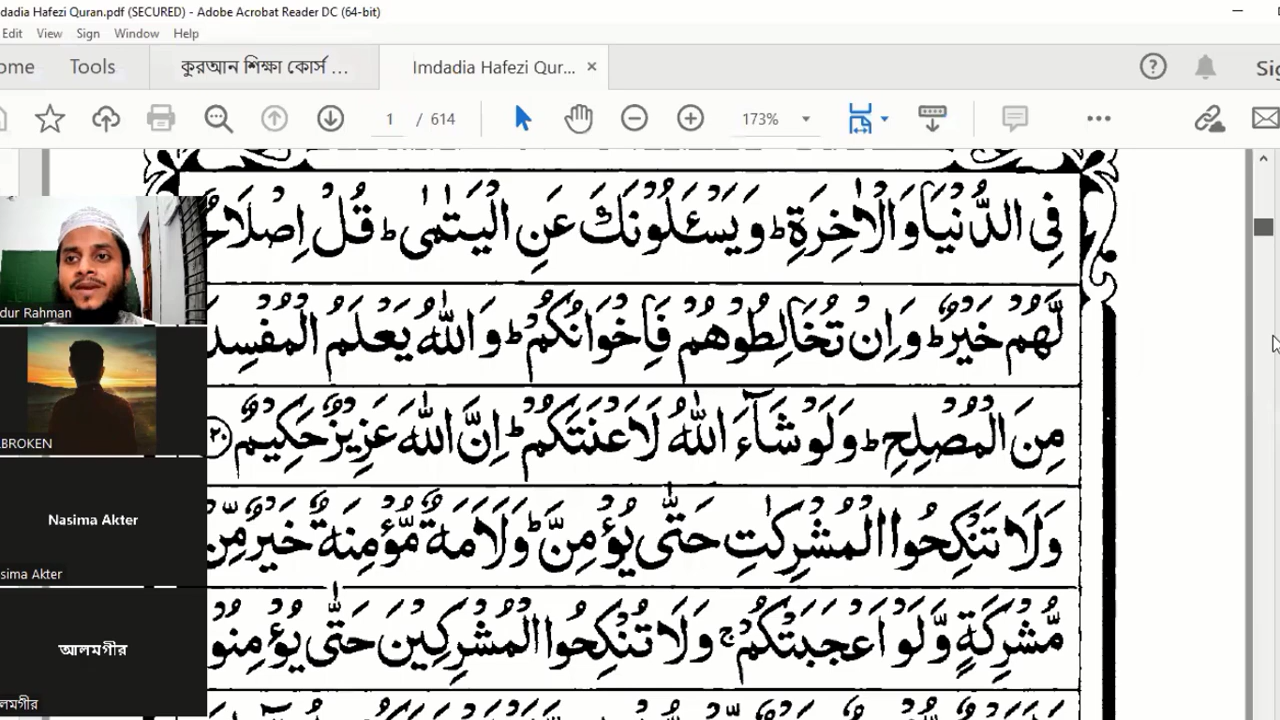 dadia Hafezi Quran.pdf (SECURED) - Adobe Acrobat Reader DC (64-bit)
Edit View Sign Window Help
ome Tools কুরআন শিক্ষা কোর্স ... Imdadia Hafezi Qur... × Sig
1 / 614 173%
فِي الدُّنْيَا وَالْاٰخِرَةِ ؕ وَيَسْـَٔلُوْنَكَ عَنِ الْيَتٰمٰى ؕ قُلْ اِصْلَاحٌ
لَّهُمْ خَيْرٌ ؕ وَاِنْ تُخَالِطُوْهُمْ فَاِخْوَانُكُمْ ؕ وَاللّٰهُ يَعْلَمُ الْمُفْسِدَ
مِنَ الْمُصْلِحِ ؕ وَلَوْ شَآءَ اللّٰهُ لَاَعْنَتَكُمْ ؕ اِنَّ اللّٰهَ عَزِيْزٌ حَكِيْمٌ
وَلَا تَنْكِحُوا الْمُشْرِكٰتِ حَتّٰى يُؤْمِنَّ ؕ وَلَاَمَةٌ مُّؤْمِنَةٌ خَيْرٌ مِّنْ
مُّشْرِكَةٍ وَّلَوْ اَعْجَبَتْكُمْ ۚ وَلَا تُنْكِحُوا الْمُشْرِكِيْنَ حَتّٰى يُؤْمِنُوْ
dur Rahman
BROKEN
Nasima Akter
sima Akter
আলমগীর
লমগীর